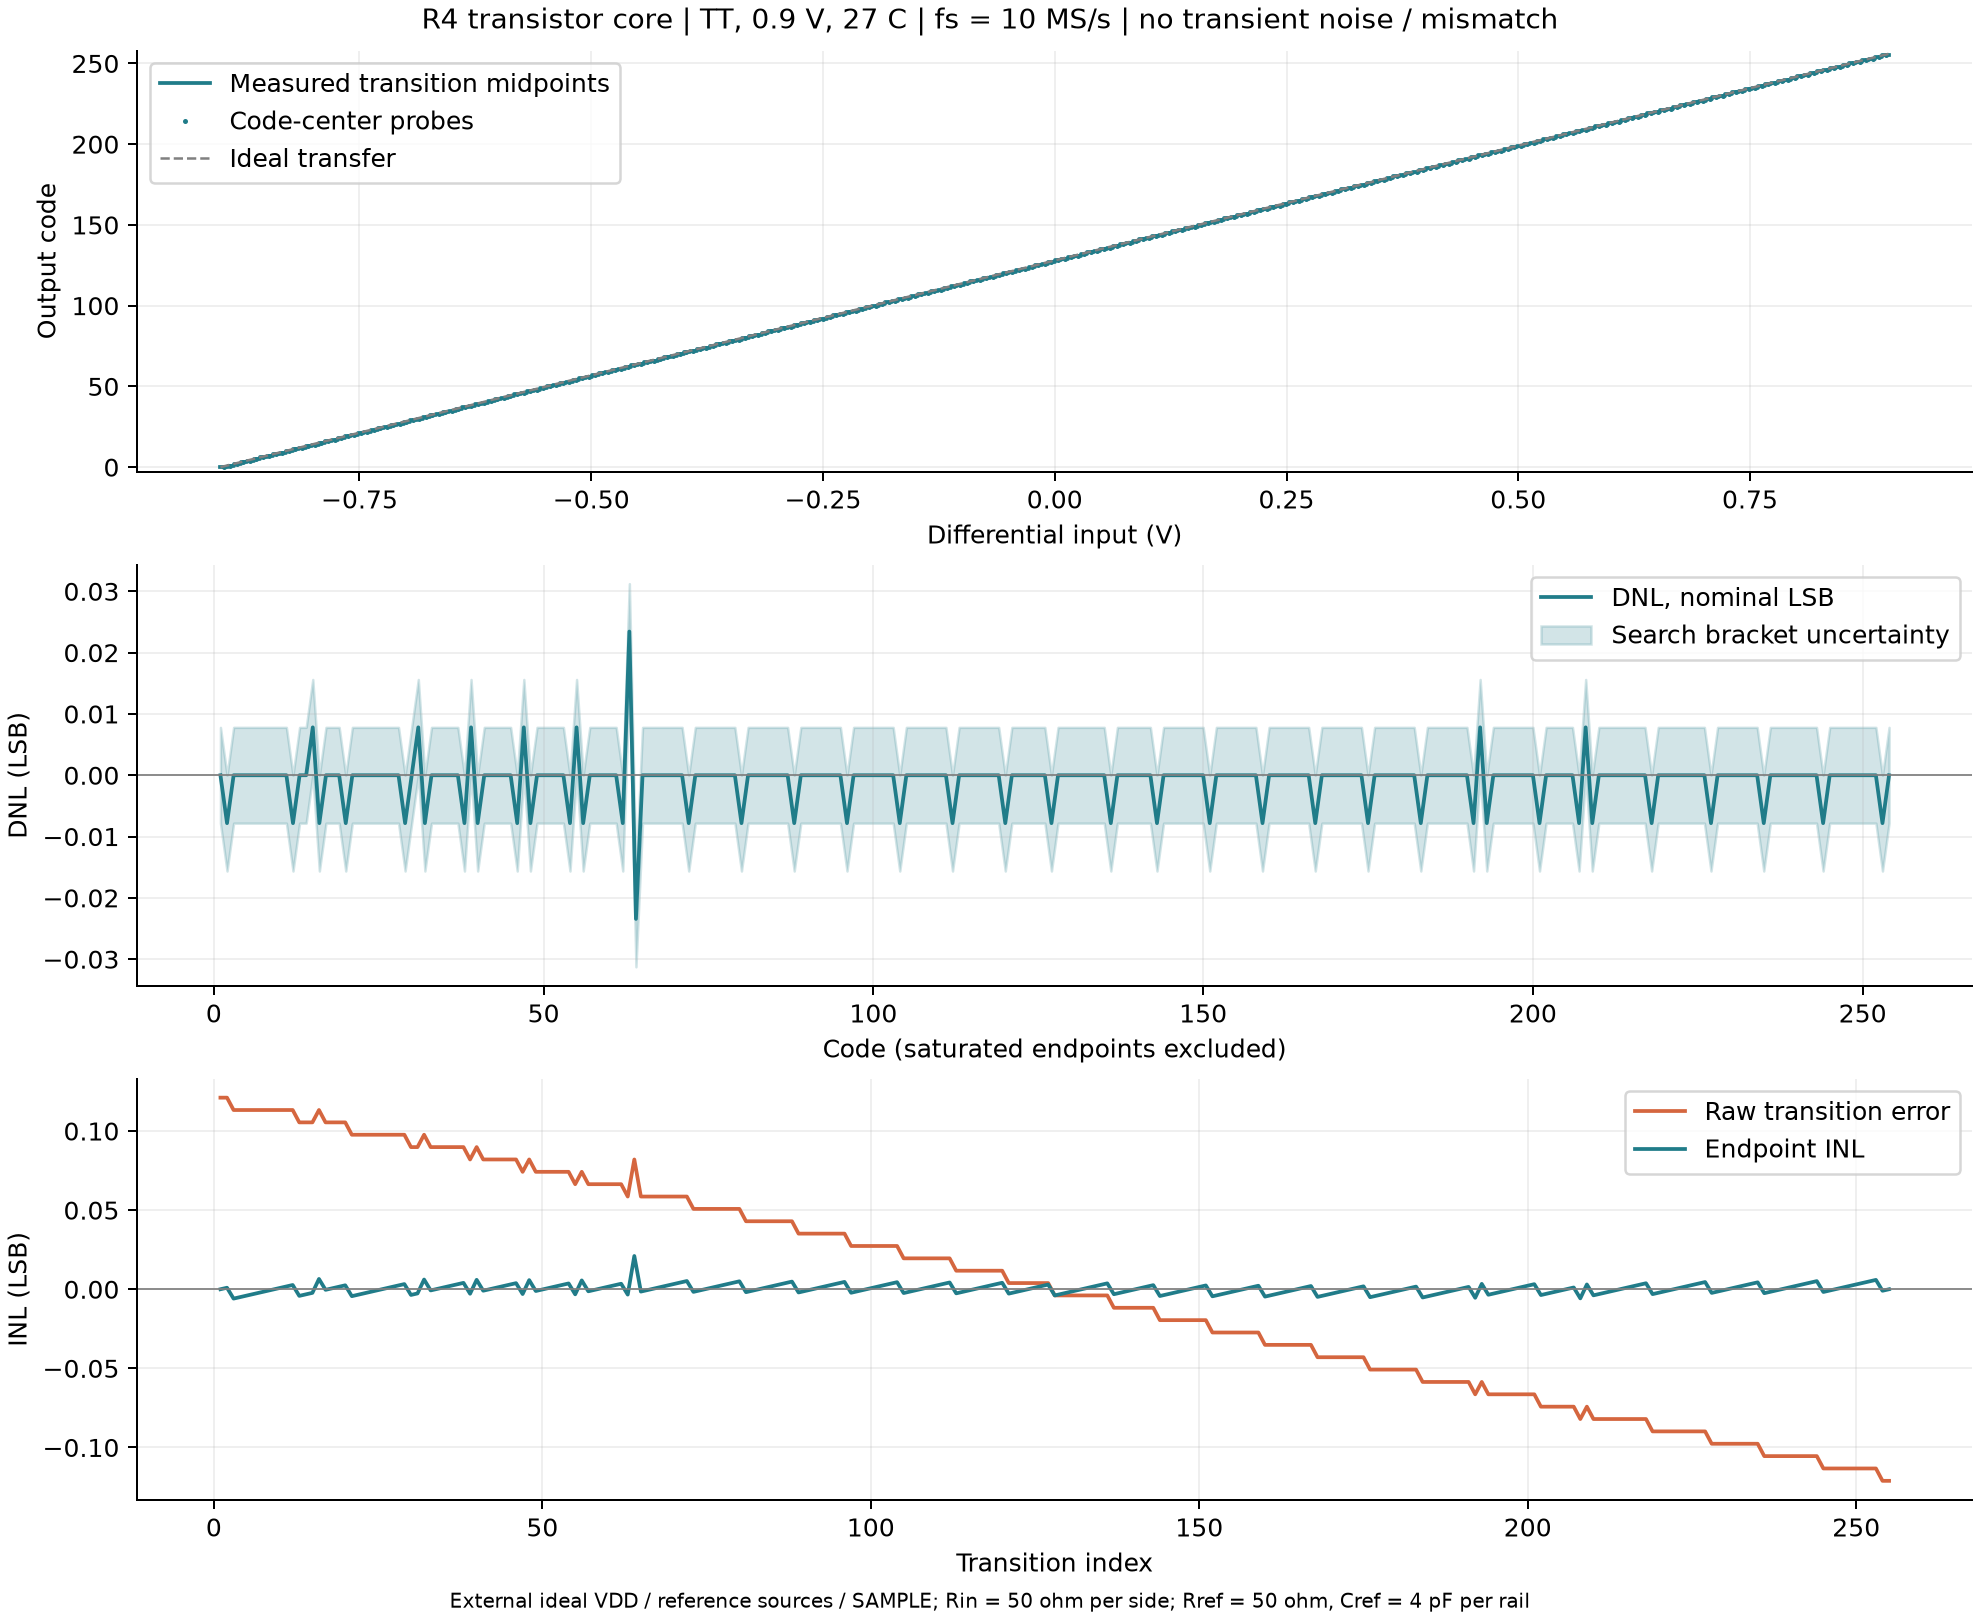 R4 transistor core | TT, 0.9 V, 27 C | fs = 10 MS/s | no transient noise / mismatch
Measured transition midpoints
Code-center probes
Ideal transfer
Output code
250
200
150
100
50
0
−0.75 −0.50 −0.25 0.00 0.25 0.50 0.75
Differential input (V)
DNL, nominal LSB
Search bracket uncertainty
DNL (LSB)
0.03
0.02
0.01
0.00
−0.01
−0.02
−0.03
0 50 100 150 200 250
Code (saturated endpoints excluded)
Raw transition error
Endpoint INL
INL (LSB)
0.10
0.05
0.00
−0.05
−0.10
0 50 100 150 200 250
Transition index
External ideal VDD / reference sources / SAMPLE; Rin = 50 ohm per side; Rref = 50 ohm, Cref = 4 pF per rail